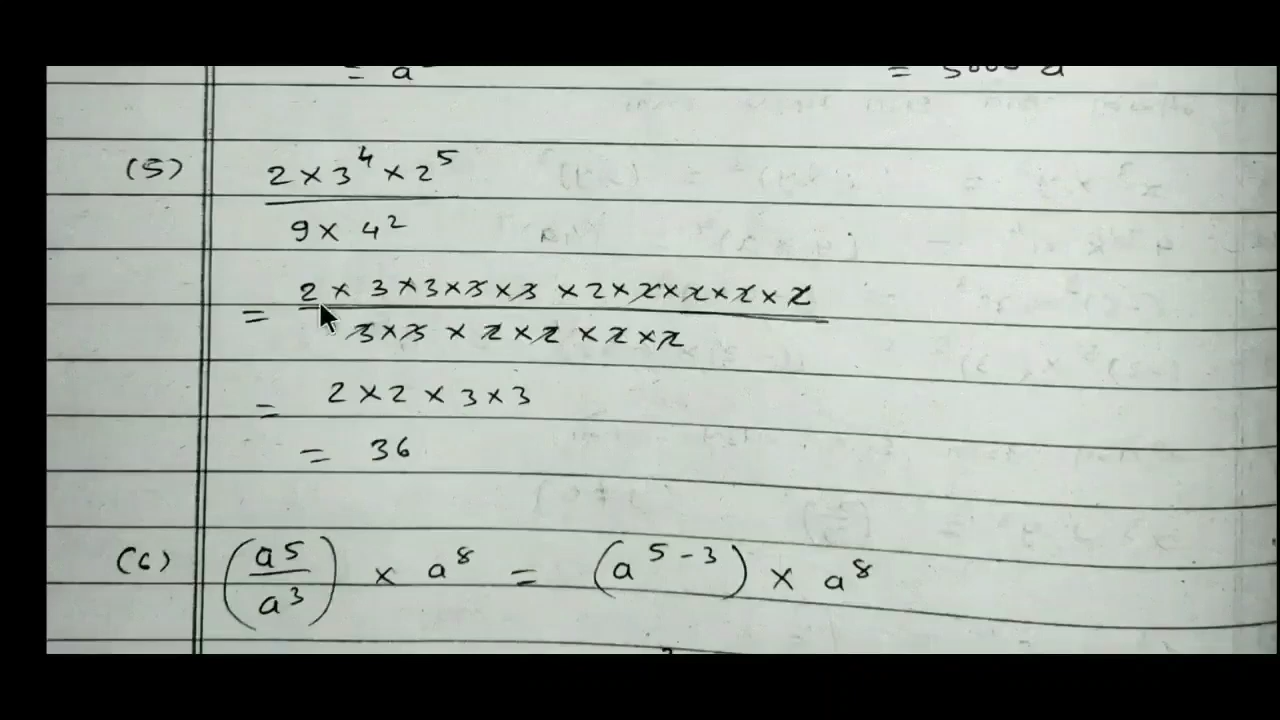 (5) 2 × 3⁴ × 2⁵
9 × 4²
= 2 × 3×3×3×3 × 2×2×2×2×2
3×3 × 2×2 × 2×2
= 2×2 × 3×3
= 36
(6) (a⁵/a³) × a⁸ = (a⁵⁻³) × a⁸